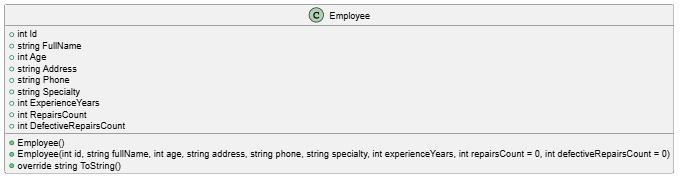 C Employee
int Id
string FullName
int Age
string Address
string Phone
string Specialty
int ExperienceYears
int RepairsCount
int DefectiveRepairsCount
Employee()
Employee(int id, string fullName, int age, string address, string phone, string specialty, int experienceYears, int repairsCount = 0, int defectiveRepairsCount = 0)
override string ToString()